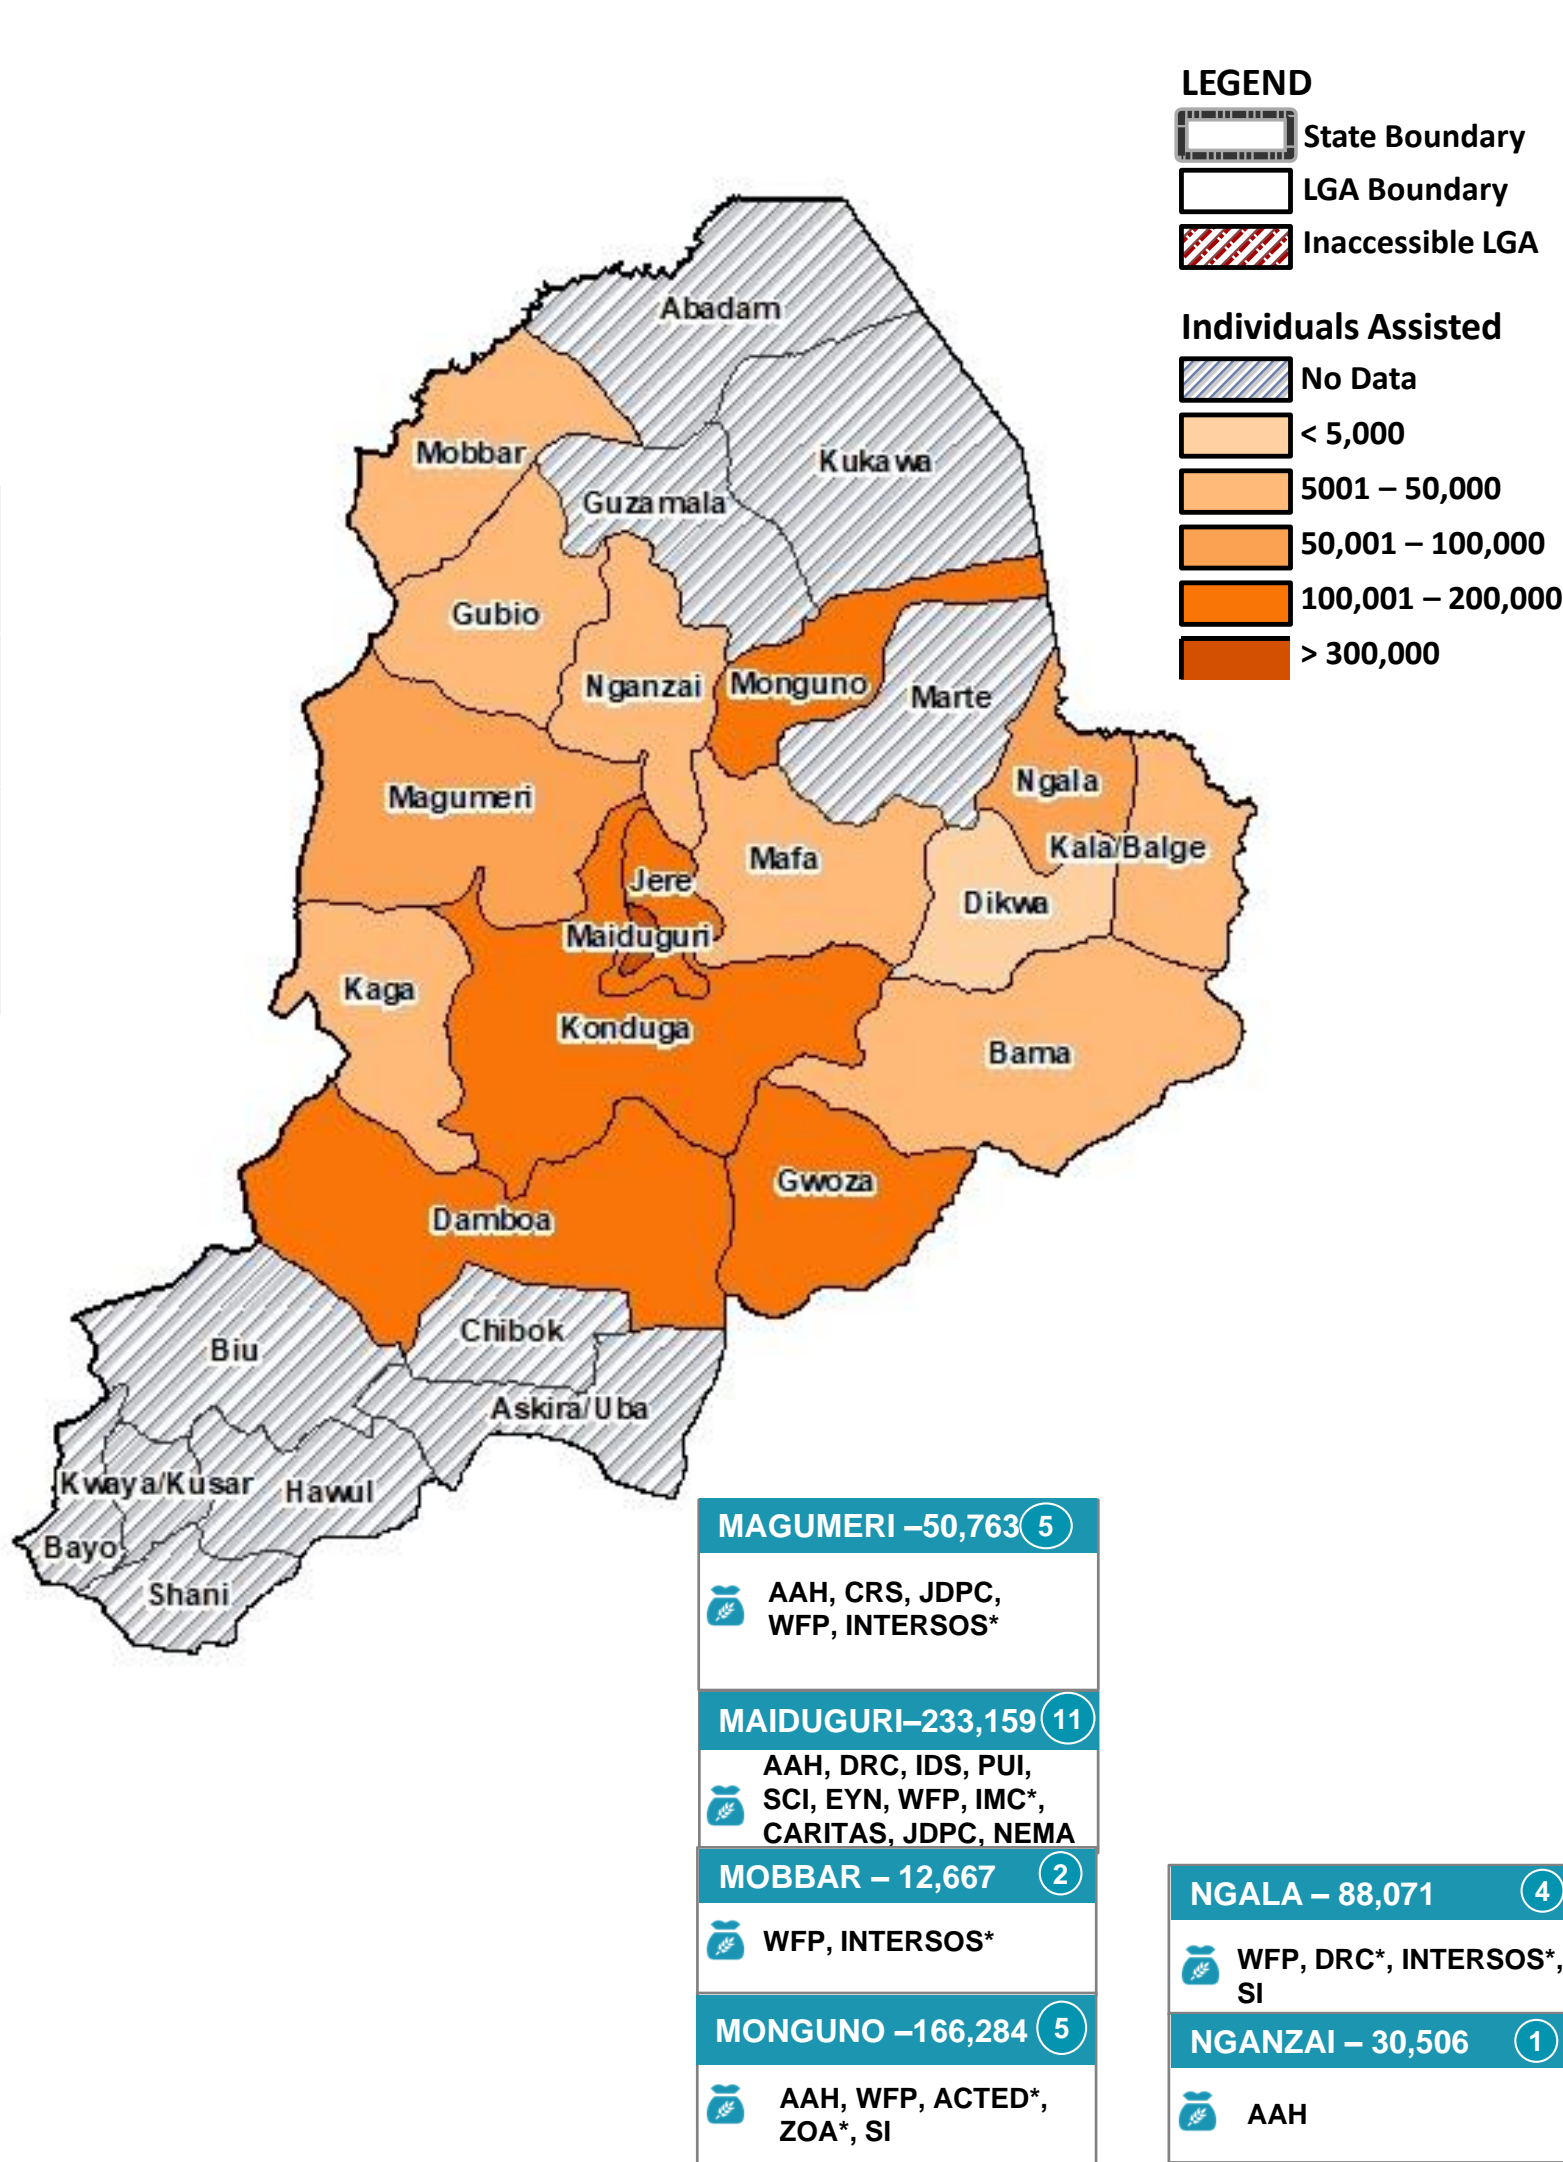 LEGEND
State Boundary
LGA Boundary
Inaccessible LGA
Individuals Assisted
No Data
< 5,000
5001 – 50,000
50,001 – 100,000
100,001 – 200,000
> 300,000
Abadam
Mobbar
Kukawa
Guzamala
Gubio
Nganzai
Monguno
Marte
Magumeri
Ngala
Kala/Balge
Mafa
Jere
Dikwa
Maiduguri
Kaga
Konduga
Bama
Gwoza
Damboa
Chibok
Biu
Askira/Uba
Kwaya/Kusar
Hawul
Bayo
Shani
MAGUMERI –50,763 5
AAH, CRS, JDPC,
WFP, INTERSOS*
MAIDUGURI–233,159 11
AAH, DRC, IDS, PUI,
SCI, EYN, WFP, IMC*,
CARITAS, JDPC, NEMA
MOBBAR – 12,667 2
WFP, INTERSOS*
MONGUNO –166,284 5
AAH, WFP, ACTED*,
ZOA*, SI
NGALA – 88,071 4
WFP, DRC*, INTERSOS*,
SI
NGANZAI – 30,506 1
AAH